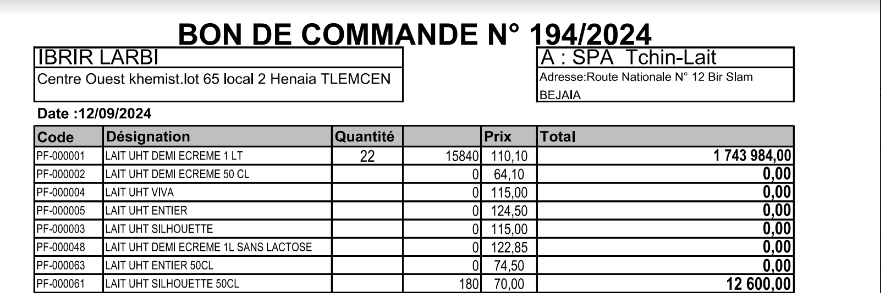 BON DE COMMANDE N° 194/2024
IBRIR LARBI
Centre Ouest khemist.lot 65 local 2 Henaia TLEMCEN
A : SPA Tchin-Lait
Adresse:Route Nationale N° 12 Bir Slam
BEJAIA
Date :12/09/2024
Code Désignation Quantité Prix Total
PF-000001 LAIT UHT DEMI ECREME 1 LT 22 15840 110,10 1 743 984,00
PF-000002 LAIT UHT DEMI ECREME 50 CL 0 64,10 0,00
PF-000004 LAIT UHT VIVA 0 115,00 0,00
PF-000005 LAIT UHT ENTIER 0 124,50 0,00
PF-000003 LAIT UHT SILHOUETTE 0 115,00 0,00
PF-000048 LAIT UHT DEMI ECREME 1L SANS LACTOSE 0 122,85 0,00
PF-000063 LAIT UHT ENTIER 50CL 0 74,50 0,00
PF-000061 LAIT UHT SILHOUETTE 50CL 180 70,00 12 600,00